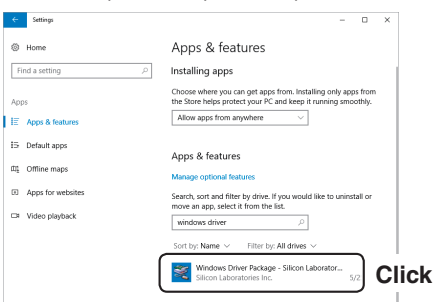 Settings
Home
Find a setting
Apps
Apps & features
Default apps
Offline maps
Apps for websites
Video playback
Apps & features
Installing apps
Choose where you can get apps from. Installing only apps from
the Store helps protect your PC and keep it running smoothly.
Allow apps from anywhere
Apps & features
Manage optional features
Search, sort and filter by drive. If you would like to uninstall or
move an app, select it from the list.
windows driver
Sort by: Name Filter by: All drives
Windows Driver Package - Silicon Laborator...
Silicon Laboratories Inc. 5/2
Click